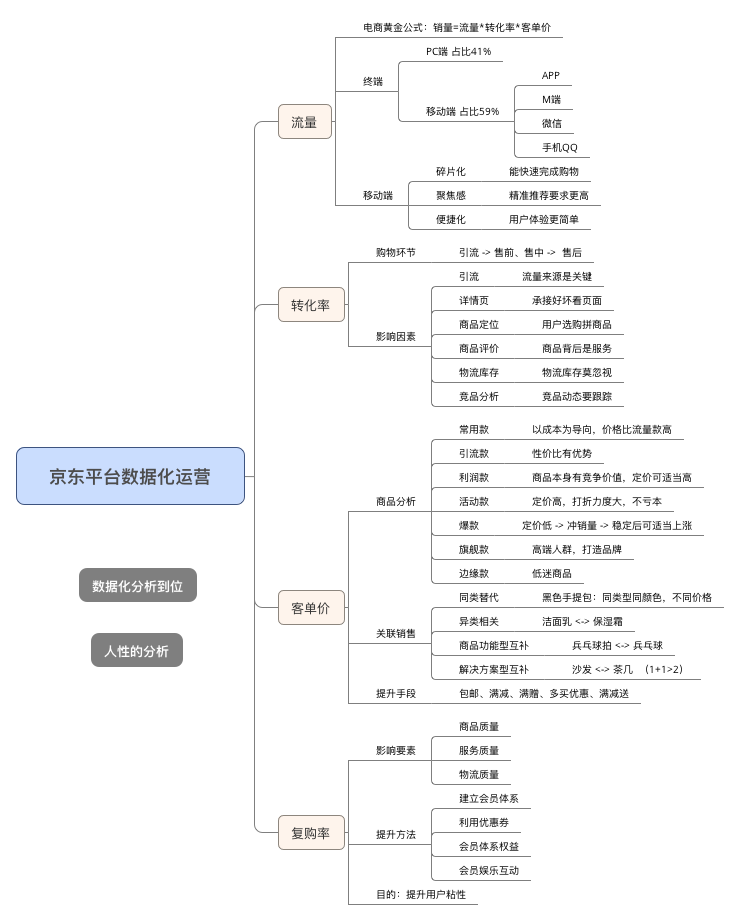 京东平台数据化运营
数据化分析到位
人性的分析
流量
电商黄金公式：销量=流量*转化率*客单价
终端
PC端 占比41%
移动端 占比59%
APP
M端
微信
手机QQ
移动端
碎片化 能快速完成购物
聚焦感 精准推荐要求更高
便捷化 用户体验更简单
转化率
购物环节 引流 -> 售前、售中 -> 售后
影响因素
引流 流量来源是关键
详情页 承接好坏看页面
商品定位 用户选购拼商品
商品评价 商品背后是服务
物流库存 物流库存莫忽视
竞品分析 竞品动态要跟踪
客单价
商品分析
常用款 以成本为导向，价格比流量款高
引流款 性价比有优势
利润款 商品本身有竞争价值，定价可适当高
活动款 定价高，打折力度大，不亏本
爆款 定价低 -> 冲销量 -> 稳定后可适当上涨
旗舰款 高端人群，打造品牌
边缘款 低迷商品
关联销售
同类替代 黑色手提包：同类型同颜色，不同价格
异类相关 洁面乳 <-> 保湿霜
商品功能型互补 兵乓球拍 <-> 兵乓球
解决方案型互补 沙发 <-> 茶几 （1+1>2）
提升手段 包邮、满减、满赠、多买优惠、满减送
复购率
影响要素
商品质量
服务质量
物流质量
提升方法
建立会员体系
利用优惠券
会员体系权益
会员娱乐互动
目的：提升用户粘性